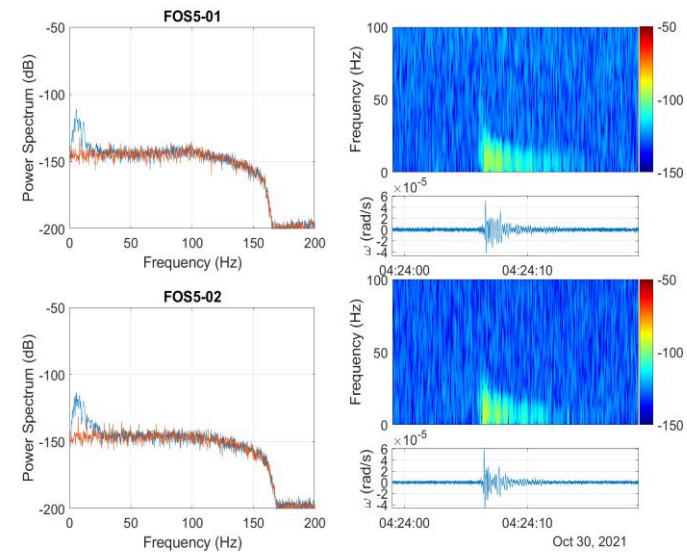 FOS5-01
-50
-100
-150
-200
Power Spectrum (dB)
0 50 100 150 200
Frequency (Hz)
100
50
0
Frequency (Hz)
-50
-100
-150
×10⁻⁵
6
4
2
0
-2
-4
ω (rad/s)
04:24:00 04:24:10
FOS5-02
-50
-100
-150
-200
Power Spectrum (dB)
0 50 100 150 200
Frequency (Hz)
100
50
0
Frequency (Hz)
-50
-100
-150
×10⁻⁵
6
4
2
0
-2
-4
ω (rad/s)
04:24:00 04:24:10
Oct 30, 2021